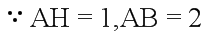 ∵ AH = 1,AB = 2